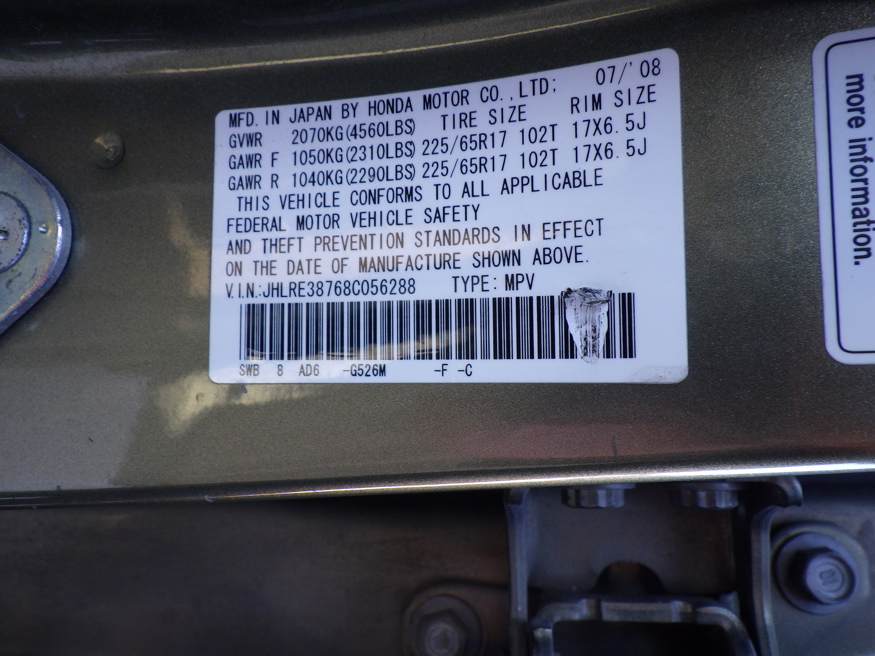 MFD. IN JAPAN BY HONDA MOTOR CO.,LTD; 07/'08
GVWR 2070KG(4560LBS) TIRE SIZE RIM SIZE
GAWR F 1050KG(2310LBS) 225/65R17 102T 17X6.5J
GAWR R 1040KG(2290LBS) 225/65R17 102T 17X6.5J
THIS VEHICLE CONFORMS TO ALL APPLICABLE
FEDERAL MOTOR VEHICLE SAFETY
AND THEFT PREVENTION STANDARDS IN EFFECT
ON THE DATE OF MANUFACTURE SHOWN ABOVE.
V.I.N.:JHLRE38768C056288 TYPE: MPV
SWB 8 AD6 -G526M -F -C
more information.